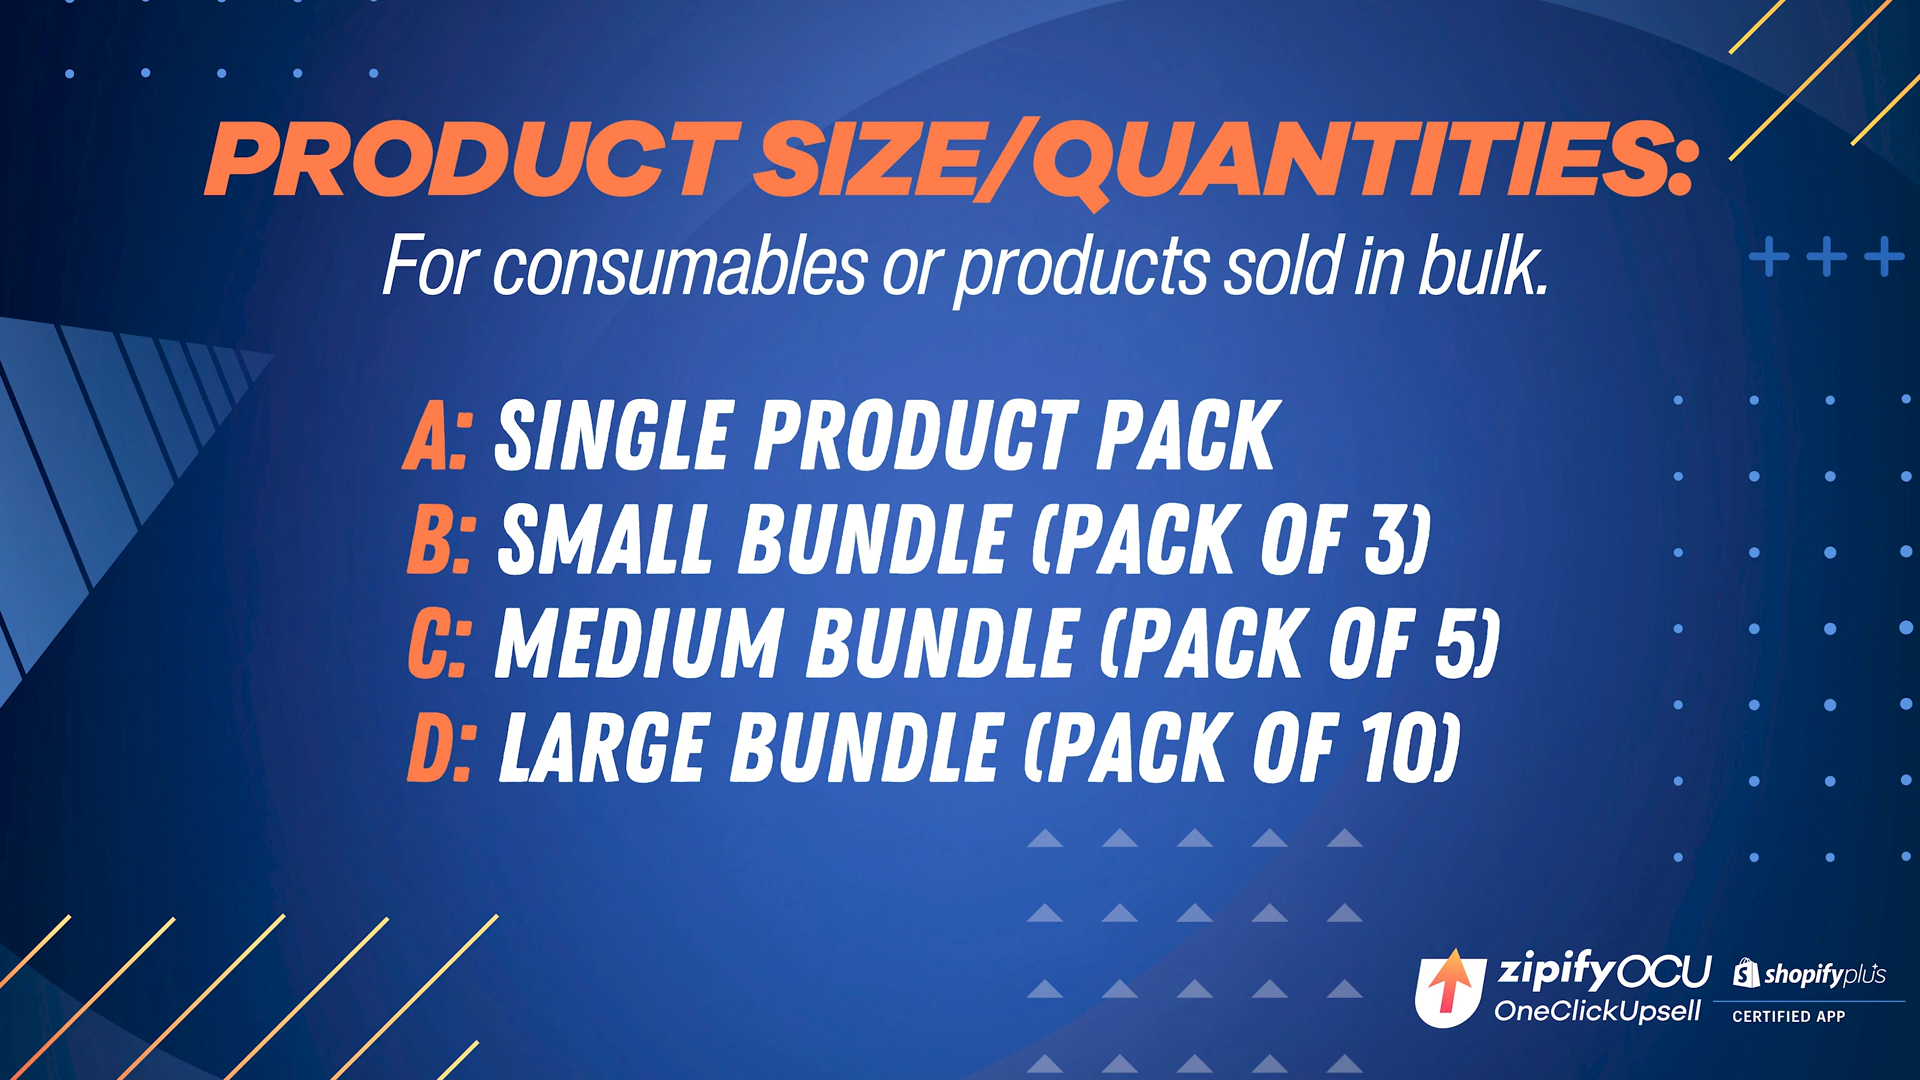 PRODUCT SIZE/QUANTITIES:
For consumables or products sold in bulk.
A: SINGLE PRODUCT PACK
B: SMALL BUNDLE (PACK OF 3)
C: MEDIUM BUNDLE (PACK OF 5)
D: LARGE BUNDLE (PACK OF 10)
zipifyOCU
OneClickUpsell
shopifyplus
CERTIFIED APP